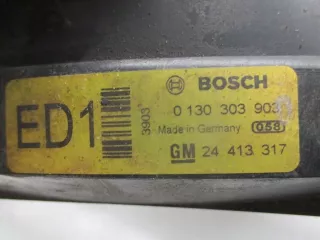 BOSCH
ED1
3903
0 130 303 903
Made in Germany 058
GM 24 413 317